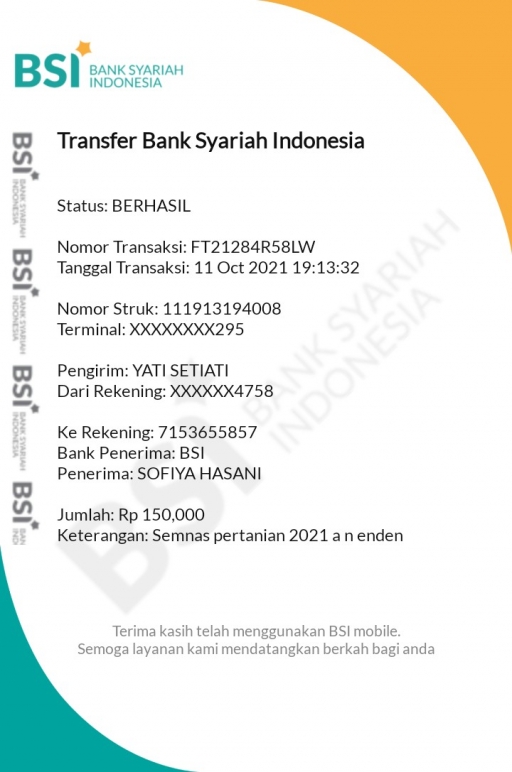 BSI BANK SYARIAH
INDONESIA
Transfer Bank Syariah Indonesia
Status: BERHASIL
Nomor Transaksi: FT21284R58LW
Tanggal Transaksi: 11 Oct 2021 19:13:32
Nomor Struk: 111913194008
Terminal: XXXXXXXX295
Pengirim: YATI SETIATI
Dari Rekening: XXXXXX4758
Ke Rekening: 7153655857
Bank Penerima: BSI
Penerima: SOFIYA HASANI
Jumlah: Rp 150,000
Keterangan: Semnas pertanian 2021 a n enden
Terima kasih telah menggunakan BSI mobile.
Semoga layanan kami mendatangkan berkah bagi anda
BSI BANK SYARIAH
INDONESIA
BSI BANK SYARIAH
INDONESIA
BSI BANK SYARIAH
INDONESIA
BSI BANK SYARIAH
INDONESIA
BSI BAN
INDO